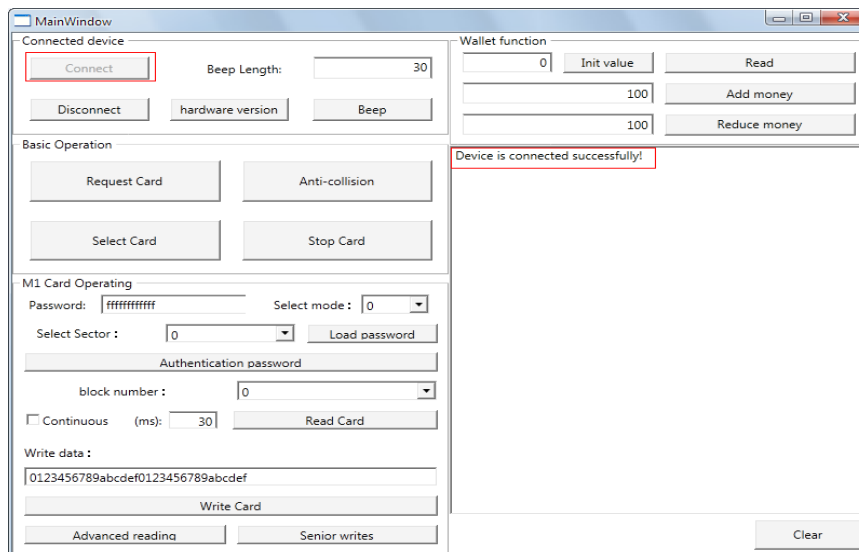 MainWindow
Connected device
Connect
Beep Length:
30
Disconnect
hardware version
Beep
Basic Operation
Request Card
Anti-collision
Select Card
Stop Card
M1 Card Operating
Password:
ffffffffffff
Select mode:
0
Select Sector:
0
Load password
Authentication password
block number:
0
Continuous
(ms):
30
Read Card
Write data:
0123456789abcdef0123456789abcdef
Write Card
Advanced reading
Senior writes
Wallet function
0
Init value
Read
100
Add money
100
Reduce money
Device is connected successfully!
Clear